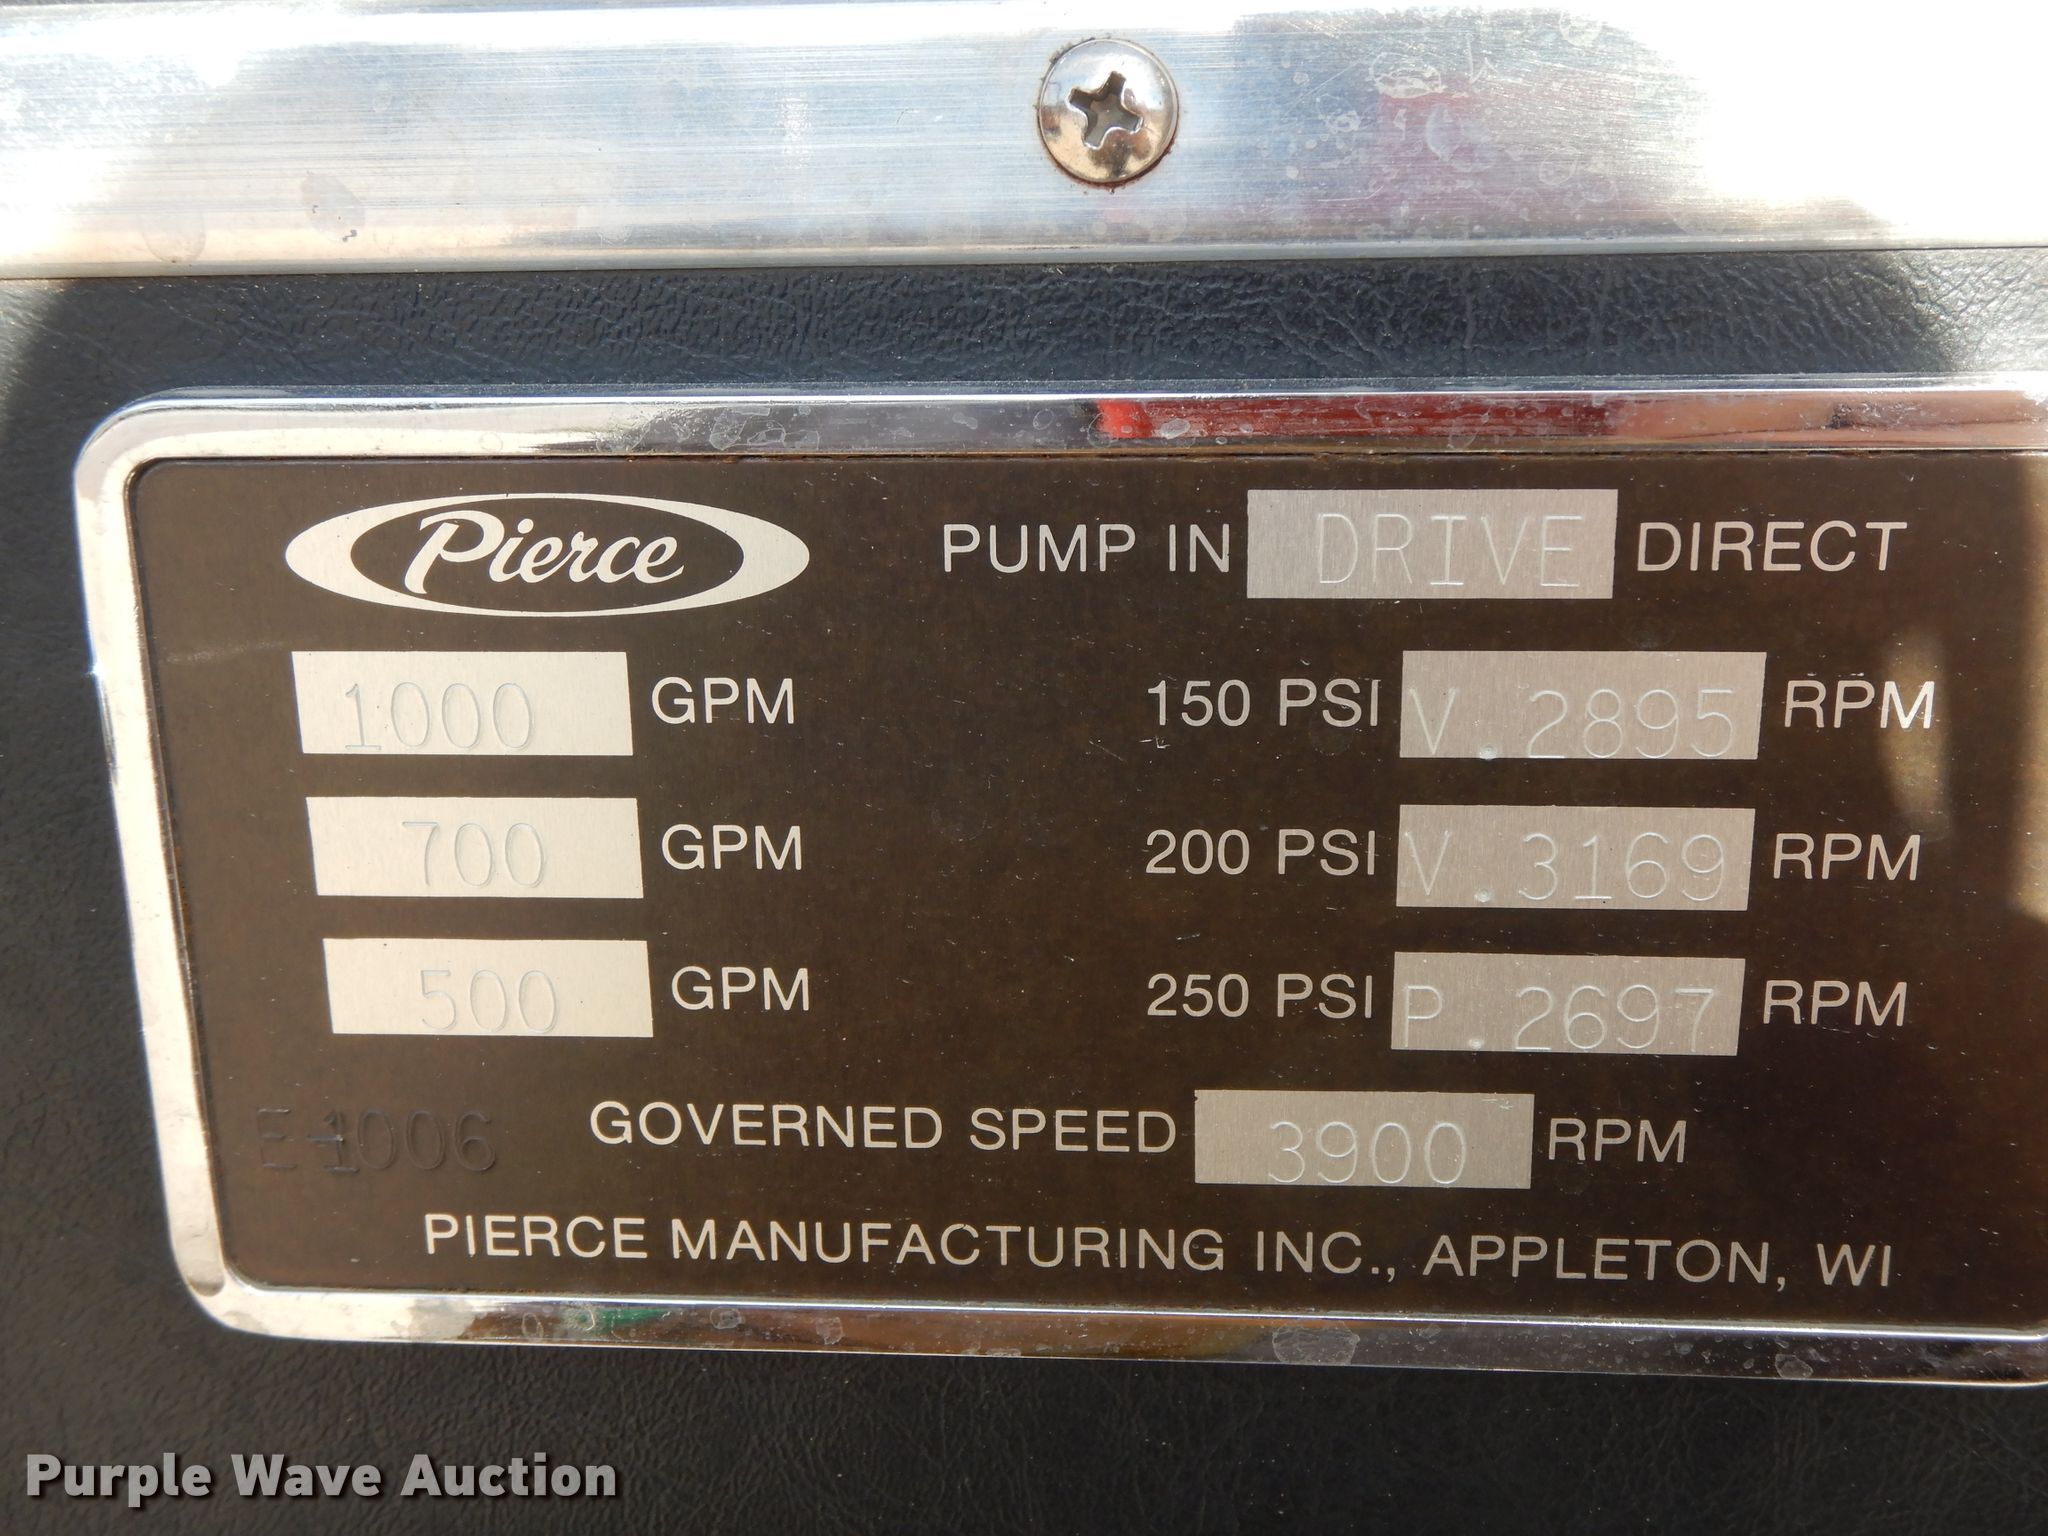 Pierce PUMP IN DRIVE DIRECT
1000 GPM 150 PSI V.2895 RPM
700 GPM 200 PSI V.3169 RPM
500 GPM 250 PSI P.2697 RPM
E-1006 GOVERNED SPEED 3900 RPM
PIERCE MANUFACTURING INC., APPLETON, WI
Purple Wave Auction